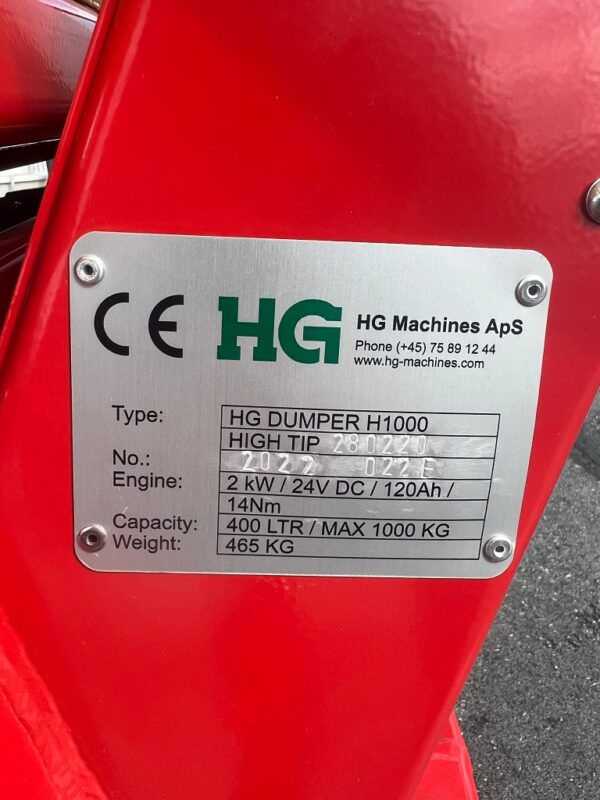 CE HG HG Machines ApS
Phone (+45) 75 89 12 44
www.hg-machines.com
Type: HG DUMPER H1000
HIGH TIP 280220
No.: 2022 022E
Engine: 2 kW / 24V DC / 120Ah /
14Nm
Capacity: 400 LTR / MAX 1000 KG
Weight: 465 KG